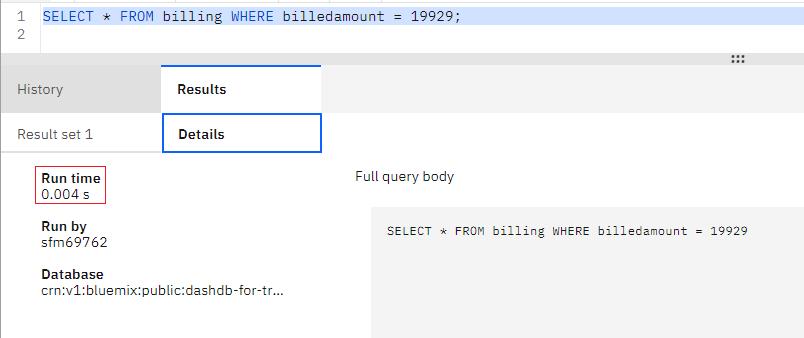 1 SELECT * FROM billing WHERE billedamount = 19929;
2
History Results
Result set 1 Details
Run time
0.004 s
Full query body
Run by
sfm69762
SELECT * FROM billing WHERE billedamount = 19929
Database
crn:v1:bluemix:public:dashdb-for-tr...